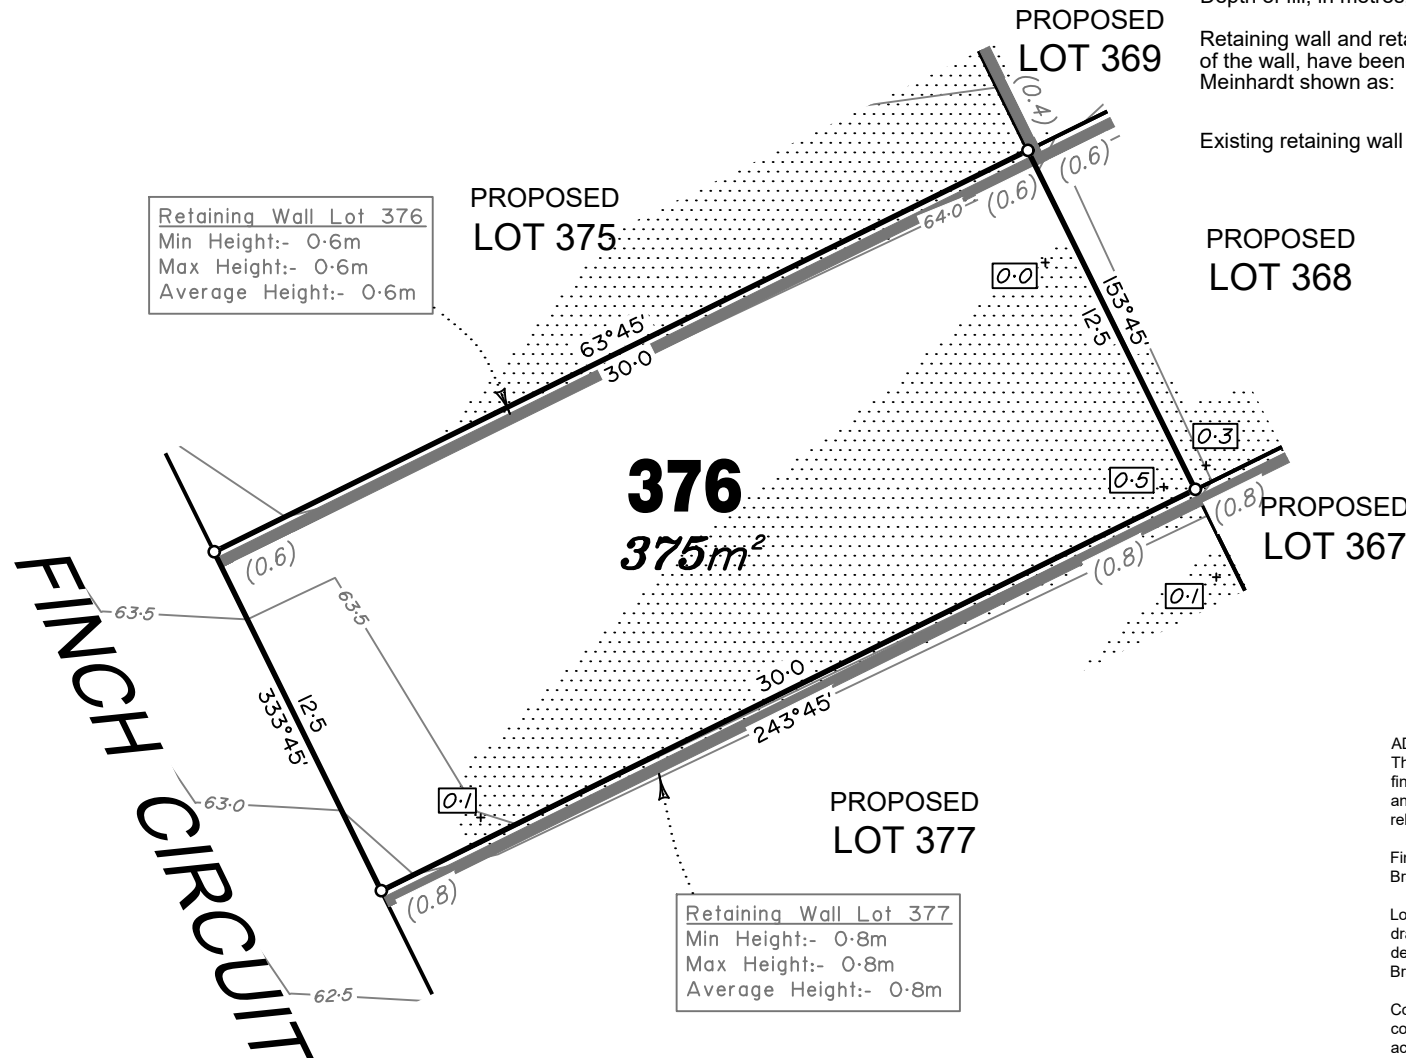 PROPOSED
LOT 369
Retaining wall and
of the wall, have been
Meinhardt shown as:
Existing retaining wall
(0.4)
(0.6)
(0.6)
64·0
PROPOSED
LOT 375
Retaining Wall Lot 376
Min Height:- 0·6m
Max Height:- 0·6m
Average Height:- 0·6m
PROPOSED
LOT 368
0·0
153°45'
12·5
63°45'
30·0
0·3
0·5
(0.8)
PROPOSED
LOT 367
376
375m²
(0.6)
(0.8)
0·1
63·5
63·5
FINCH CIRCUIT
12·5
333°45'
30·0
243°45'
63·0
0·1
(0.8)
PROPOSED
LOT 377
Retaining Wall Lot 377
Min Height:- 0·8m
Max Height:- 0·8m
Average Height:- 0·8m
62·5